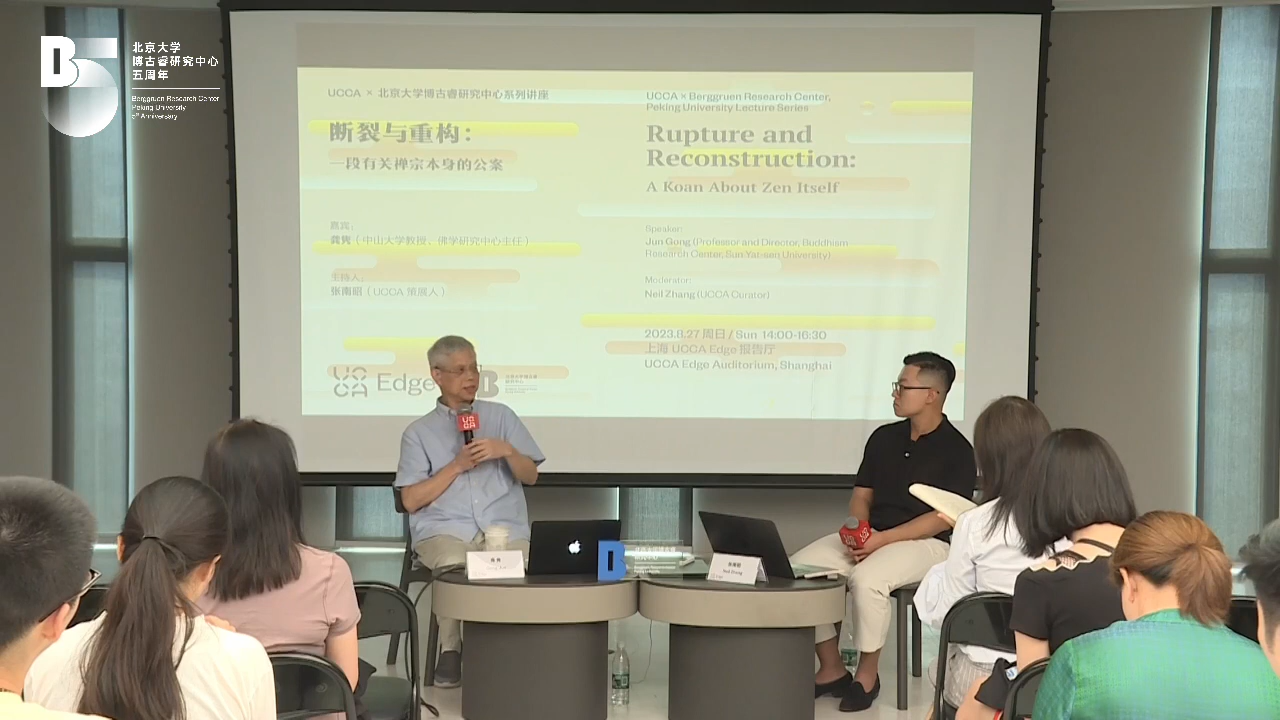 北京大学
博古睿研究中心
五周年
Berggruen Research Center
Peking University
5th Anniversary
UCCA × 北京大学博古睿研究中心系列讲座
断裂与重构：
一段有关禅宗本身的公案
嘉宾：
龚隽（中山大学教授、佛学研究中心主任）
主持人：
张南昭（UCCA 策展人）
UCCA Edge
UCCA × Berggruen Research Center,
Peking University Lecture Series
Rupture and
Reconstruction:
A Koan About Zen Itself
Speaker:
Jun Gong (Professor and Director, Buddhism
Research Center, Sun Yat-sen University)
Moderator:
Neil Zhang (UCCA Curator)
2023.8.27 周日 / Sun 14:00-16:30
上海 UCCA Edge 报告厅
UCCA Edge Auditorium, Shanghai
UCCA
龚隽
张南昭
Neil Zhang